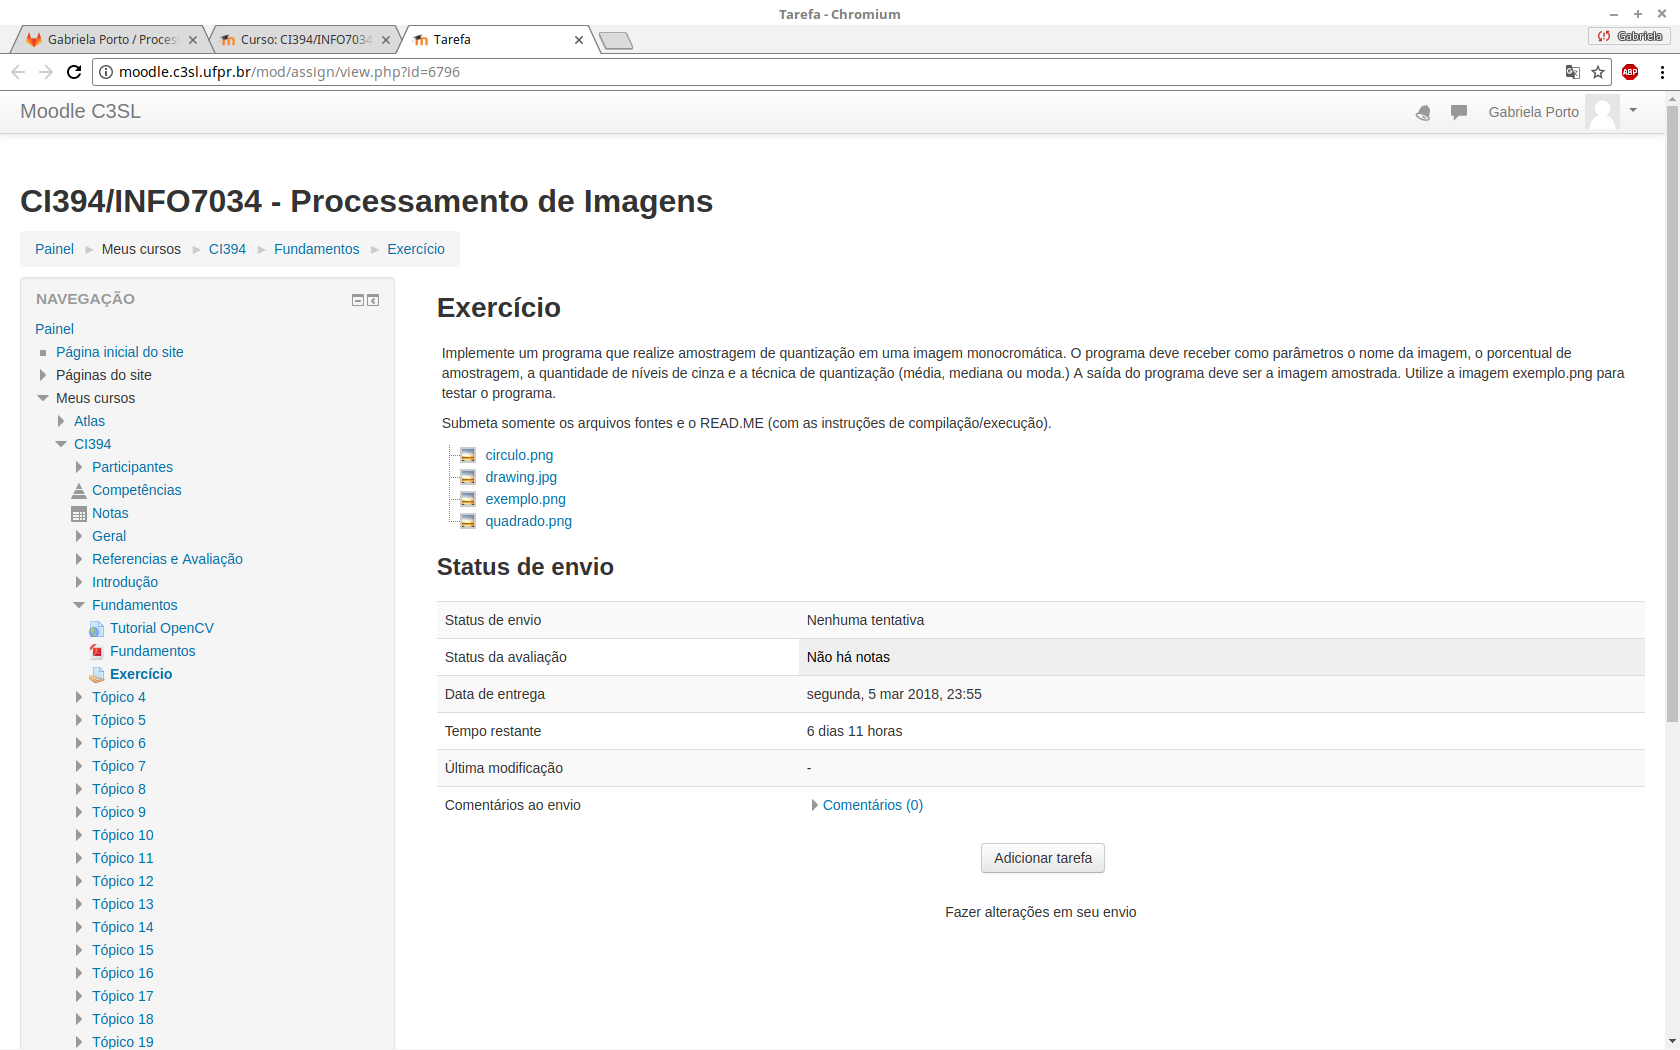 Tarefa - Chromium
Gabriela Porto / Proces
Curso: CI394/INFO7034
Tarefa
Gabriela
moodle.c3sl.ufpr.br/mod/assign/view.php?id=6796
ABP
Moodle C3SL
Gabriela Porto
CI394/INFO7034 - Processamento de Imagens
Painel
Meus cursos
CI394
Fundamentos
Exercício
NAVEGAÇÃO
Painel
Página inicial do site
Páginas do site
Meus cursos
Atlas
CI394
Participantes
Competências
Notas
Geral
Referencias e Avaliação
Introdução
Fundamentos
Tutorial OpenCV
Fundamentos
Exercício
Tópico 4
Tópico 5
Tópico 6
Tópico 7
Tópico 8
Tópico 9
Tópico 10
Tópico 11
Tópico 12
Tópico 13
Tópico 14
Tópico 15
Tópico 16
Tópico 17
Tópico 18
Tópico 19
Exercício
Implemente um programa que realize amostragem de quantização em uma imagem monocromática. O programa deve receber como parâmetros o nome da imagem, o porcentual de
amostragem, a quantidade de níveis de cinza e a técnica de quantização (média, mediana ou moda.) A saída do programa deve ser a imagem amostrada. Utilize a imagem exemplo.png para
testar o programa.
Submeta somente os arquivos fontes e o READ.ME (com as instruções de compilação/execução).
circulo.png
drawing.jpg
exemplo.png
quadrado.png
Status de envio
Status de envio Nenhuma tentativa
Status da avaliação Não há notas
Data de entrega segunda, 5 mar 2018, 23:55
Tempo restante 6 dias 11 horas
Última modificação -
Comentários ao envio Comentários (0)
Adicionar tarefa
Fazer alterações em seu envio